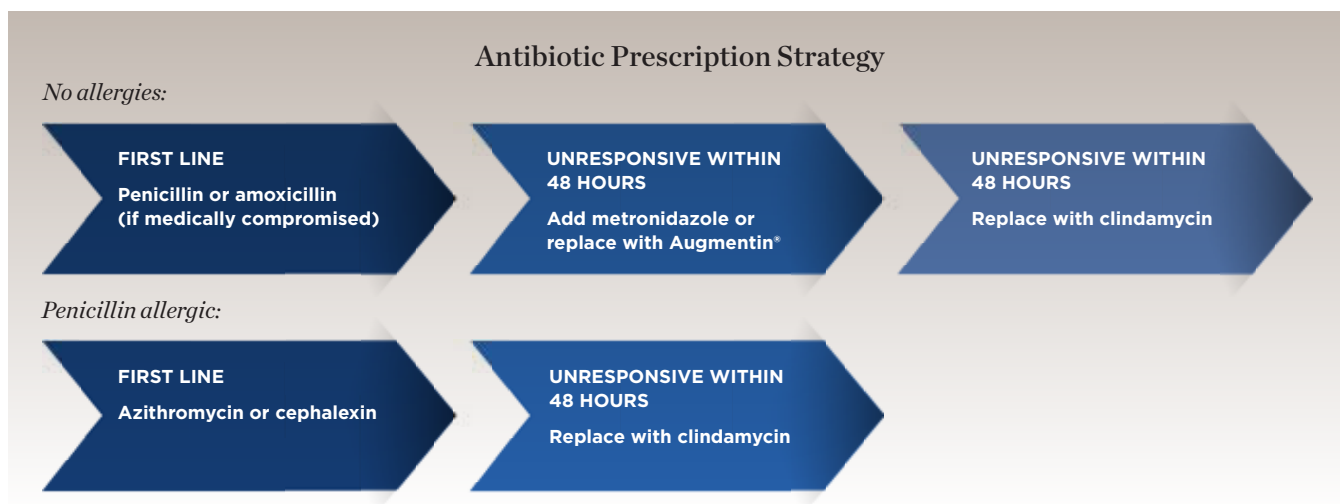 Antibiotic Prescription Strategy
No allergies:
FIRST LINE
Penicillin or amoxicillin
(if medically compromised)
UNRESPONSIVE WITHIN
48 HOURS
Add metronidazole or
replace with Augmentin®
UNRESPONSIVE WITHIN
48 HOURS
Replace with clindamycin
Penicillin allergic:
FIRST LINE
Azithromycin or cephalexin
UNRESPONSIVE WITHIN
48 HOURS
Replace with clindamycin